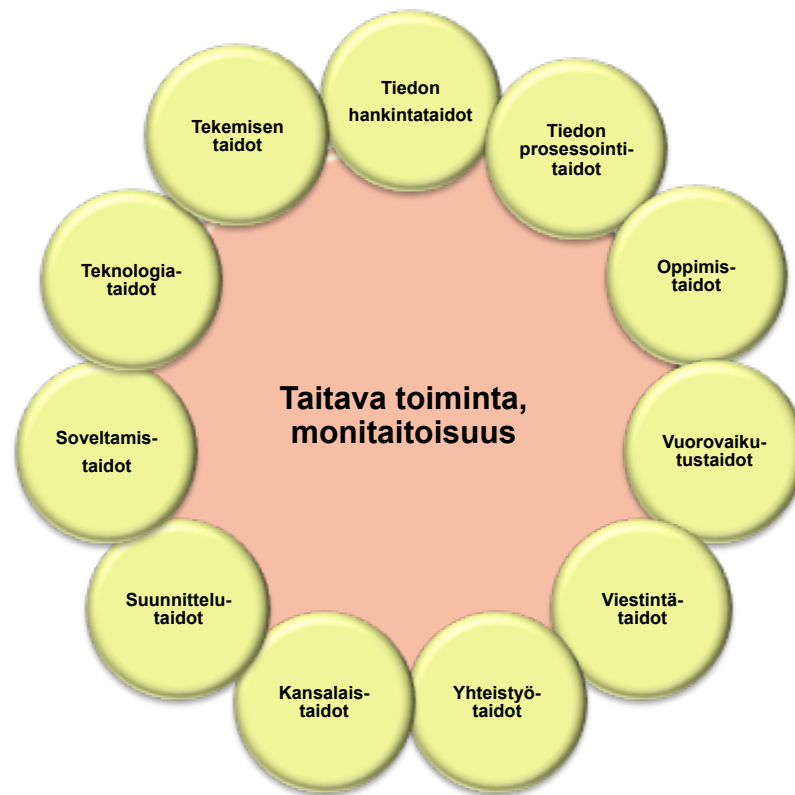 Tiedon
hankintataidot
Tiedon
prosessointi-
taidot
Oppimis-
taidot
Vuorovaiku-
tustaidot
Viestintä-
taidot
Yhteistyö-
taidot
Kansalais-
taidot
Suunnittelu-
taidot
Soveltamis-
taidot
Teknologia-
taidot
Tekemisen
taidot
Taitava toiminta,
monitaitoisuus